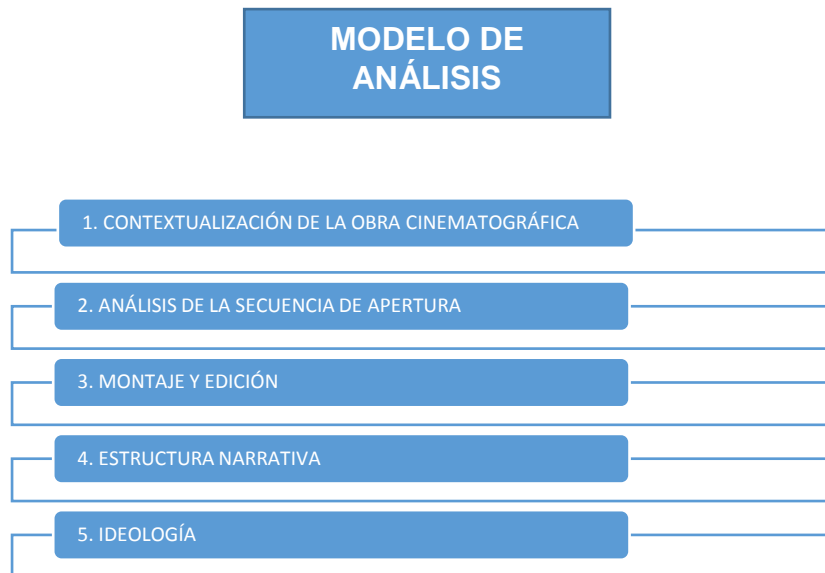 MODELO DE
ANÁLISIS
1. CONTEXTUALIZACIÓN DE LA OBRA CINEMATOGRÁFICA
2. ANÁLISIS DE LA SECUENCIA DE APERTURA
3. MONTAJE Y EDICIÓN
4. ESTRUCTURA NARRATIVA
5. IDEOLOGÍA